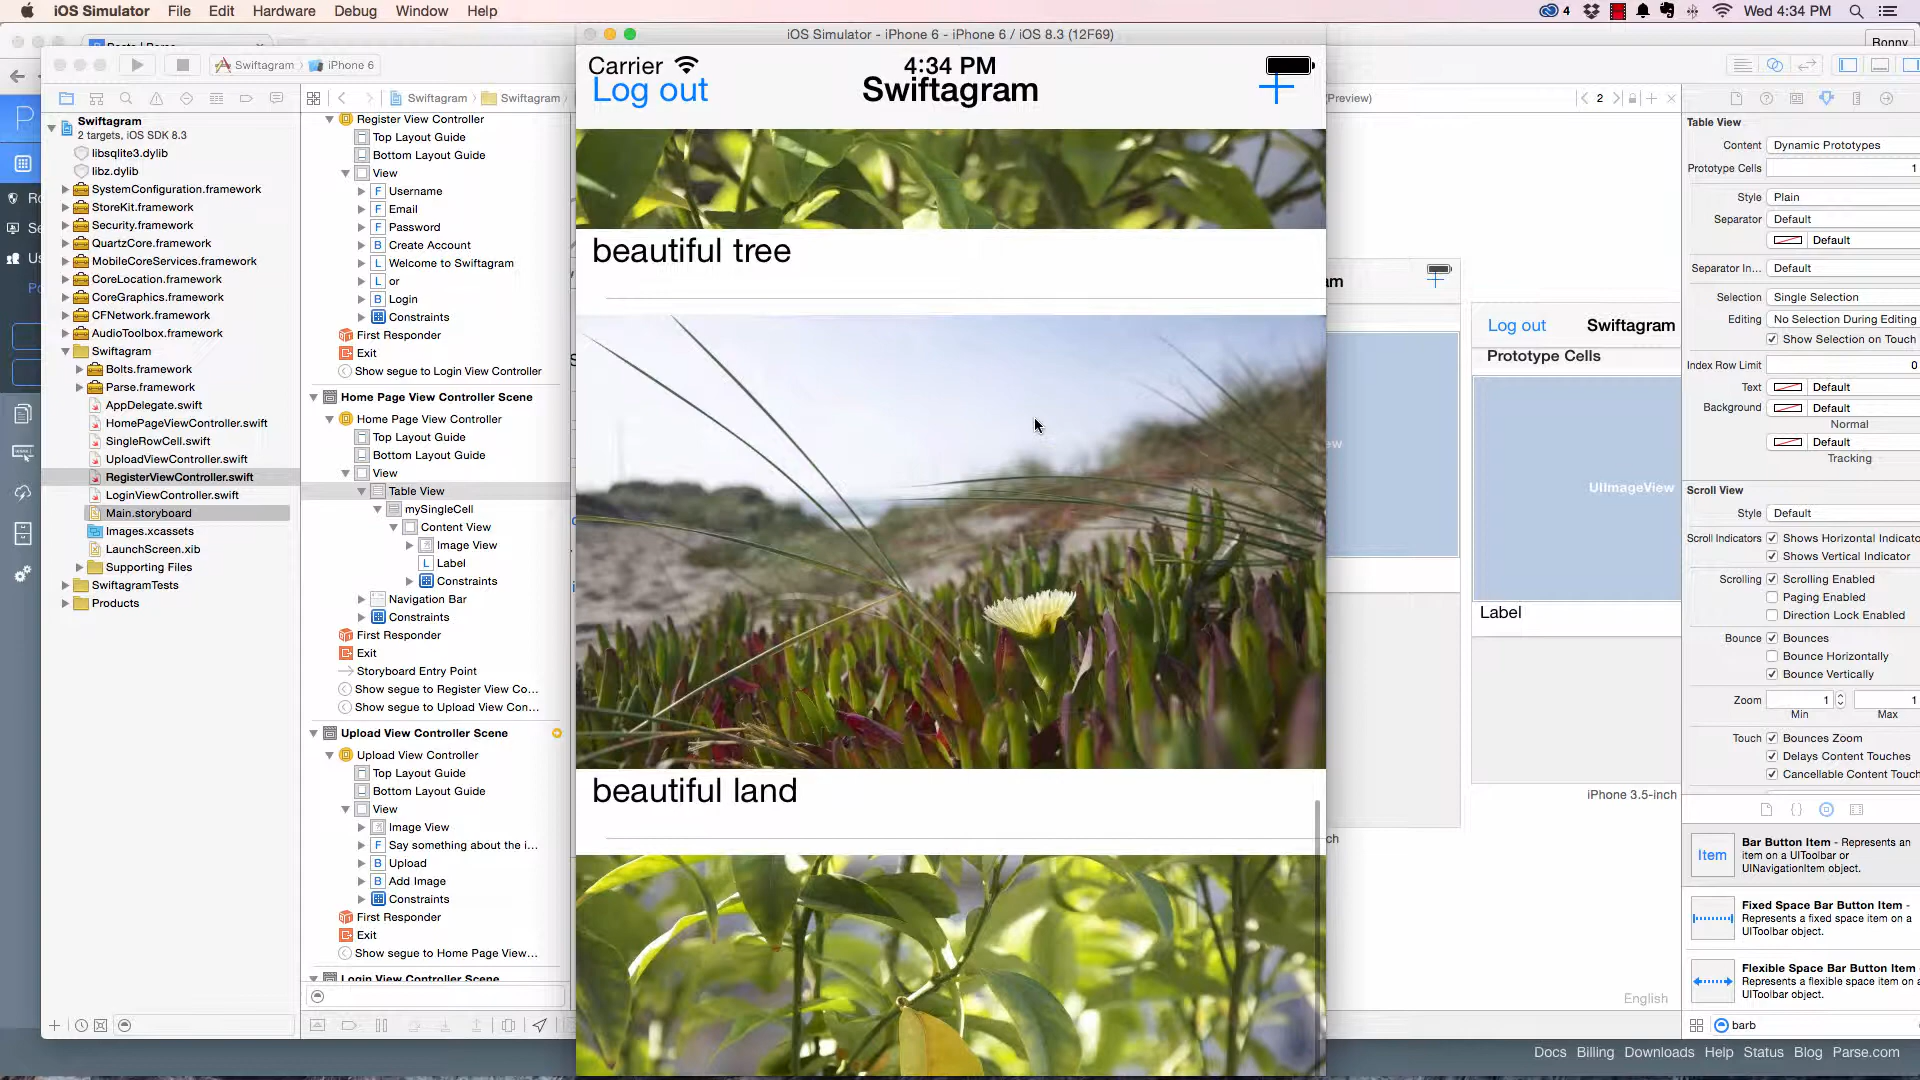 iOS Simulator File Edit Hardware Debug Window Help
4 Wed 4:34 PM
Ronny
Swiftagram iPhone 6
iOS Simulator - iPhone 6 - iPhone 6 / iOS 8.3 (12F69)
Swiftagram Swiftagram
(Preview) 2
Swiftagram
2 targets, iOS SDK 8.3
libsqlite3.dylib
libz.dylib
SystemConfiguration.framework
StoreKit.framework
Security.framework
QuartzCore.framework
MobileCoreServices.framework
CoreLocation.framework
CoreGraphics.framework
CFNetwork.framework
AudioToolbox.framework
Swiftagram
Bolts.framework
Parse.framework
AppDelegate.swift
HomePageViewController.swift
SingleRowCell.swift
UploadViewController.swift
RegisterViewController.swift
LoginViewController.swift
Main.storyboard
Images.xcassets
LaunchScreen.xib
Supporting Files
SwiftagramTests
Products
Register View Controller
Top Layout Guide
Bottom Layout Guide
View
Username
Email
Password
Create Account
Welcome to Swiftagram
or
Login
Constraints
First Responder
Exit
Show segue to Login View Controller
Home Page View Controller Scene
Home Page View Controller
Top Layout Guide
Bottom Layout Guide
View
Table View
mySingleCell
Content View
Image View
Label
Constraints
Navigation Bar
Constraints
First Responder
Exit
Storyboard Entry Point
Show segue to Register View Co...
Show segue to Upload View Con...
Upload View Controller Scene
Upload View Controller
Top Layout Guide
Bottom Layout Guide
View
Image View
Say something about the i...
Upload
Add Image
Constraints
First Responder
Exit
Show segue to Home Page View...
Login View Controller Scene
Carrier 4:34 PM
Log out Swiftagram +
beautiful tree
beautiful land
am
Log out Swiftagram
Prototype Cells
UIImageView
Label
iPhone 3.5-inch
English
Table View
Content Dynamic Prototypes
Prototype Cells 1
Style Plain
Separator Default
Default
Separator In... Default
Selection Single Selection
Editing No Selection During Editing
Show Selection on Touch
Index Row Limit 0
Text Default
Background Default
Normal
Default
Tracking
Scroll View
Style Default
Scroll Indicators Shows Horizontal Indicato
Shows Vertical Indicator
Scrolling Scrolling Enabled
Paging Enabled
Direction Lock Enabled
Bounce Bounces
Bounce Horizontally
Bounce Vertically
Zoom 1 1
Min Max
Touch Bounces Zoom
Delays Content Touches
Cancellable Content Touch
Item
Bar Button Item - Represents an
item on a UIToolbar or
UINavigationItem object.
Fixed Space Bar Button Item -
Represents a fixed space item on a
UIToolbar object.
Flexible Space Bar Button Item
Represents a flexible space item on a
UIToolbar object.
barb
Docs Billing Downloads Help Status Blog Parse.com